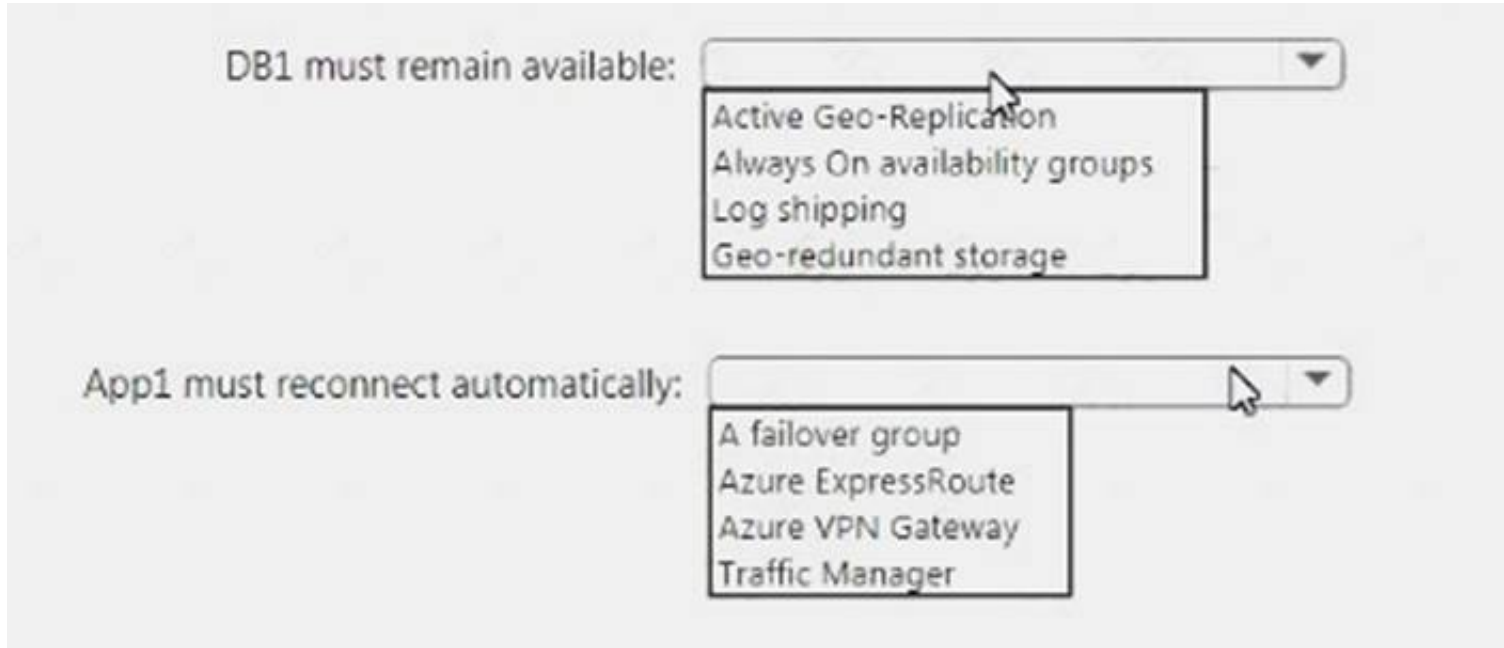 DB1 must remain available:
Active Geo-Replication
Always On availability groups
Log shipping
Geo-redundant storage
App1 must reconnect automatically:
A failover group
Azure ExpressRoute
Azure VPN Gateway
Traffic Manager